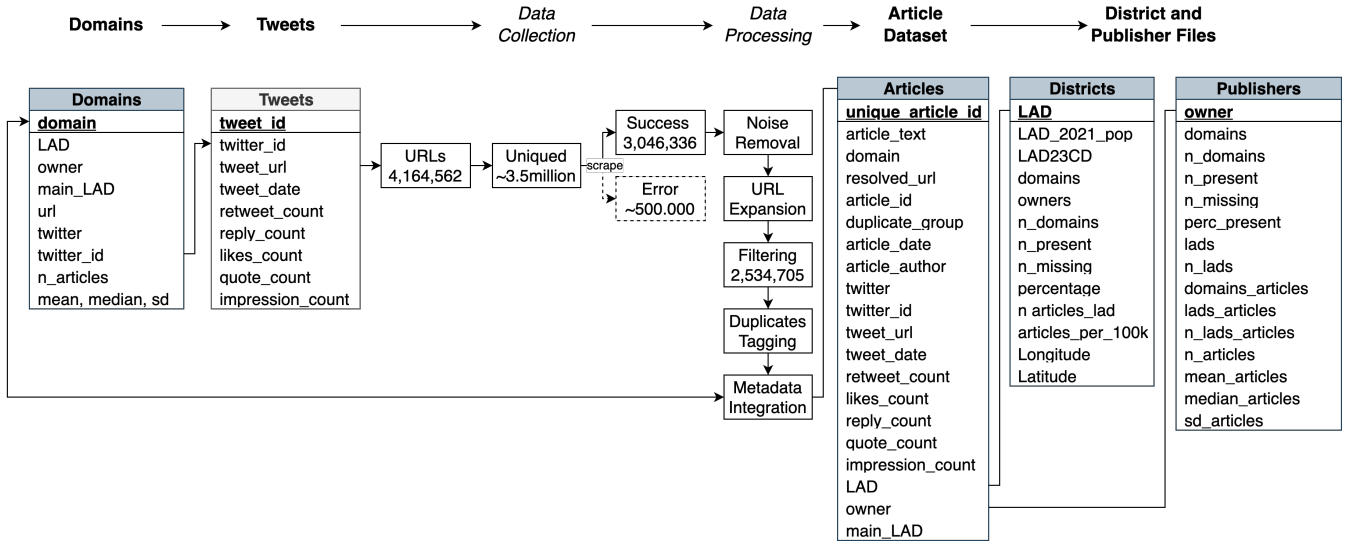 Domains
Tweets
Data
Collection
Data
Processing
Article
Dataset
District and
Publisher Files
Domains
domain
LAD
owner
main_LAD
url
twitter
twitter_id
n_articles
mean, median, sd
Tweets
tweet_id
twitter_id
tweet_url
tweet_date
retweet_count
reply_count
likes_count
quote_count
impression_count
URLs
4,164,562
Uniqued
~3.5million
scrape
Success
3,046,336
Error
~500.000
Noise
Removal
URL
Expansion
Filtering
2,534,705
Duplicates
Tagging
Metadata
Integration
Articles
unique_article_id
article_text
domain
resolved_url
article_id
duplicate_group
article_date
article_author
twitter
twitter_id
tweet_url
tweet_date
retweet_count
likes_count
reply_count
quote_count
impression_count
LAD
owner
main_LAD
Districts
LAD
LAD_2021_pop
LAD23CD
domains
owners
n_domains
n_present
n_missing
percentage
n articles_lad
articles_per_100k
Longitude
Latitude
Publishers
owner
domains
n_domains
n_present
n_missing
perc_present
lads
n_lads
domains_articles
lads_articles
n_lads_articles
n_articles
mean_articles
median_articles
sd_articles